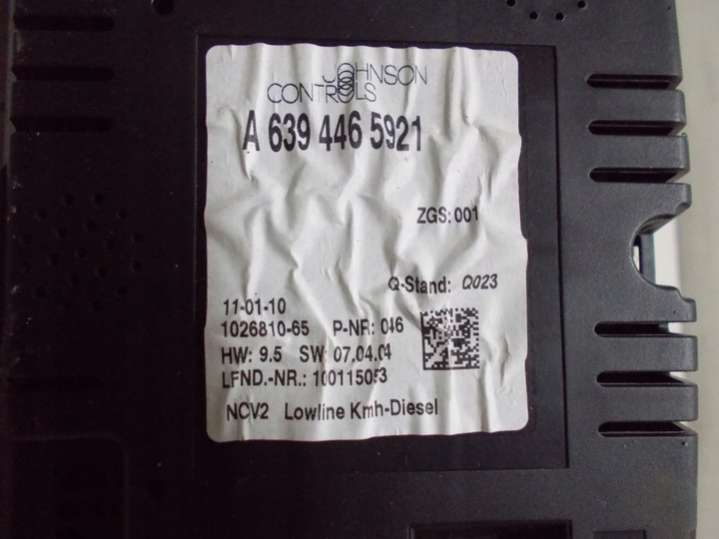 JOHNSON
CONTROLS
A 639 446 5921
ZGS: 001
Q-Stand: Q023
11-01-10
1026810-65 P-NR: 046
HW: 9.5 SW: 07.04.04
LFND.-NR.: 100115053
NCV2 Lowline Kmh-Diesel